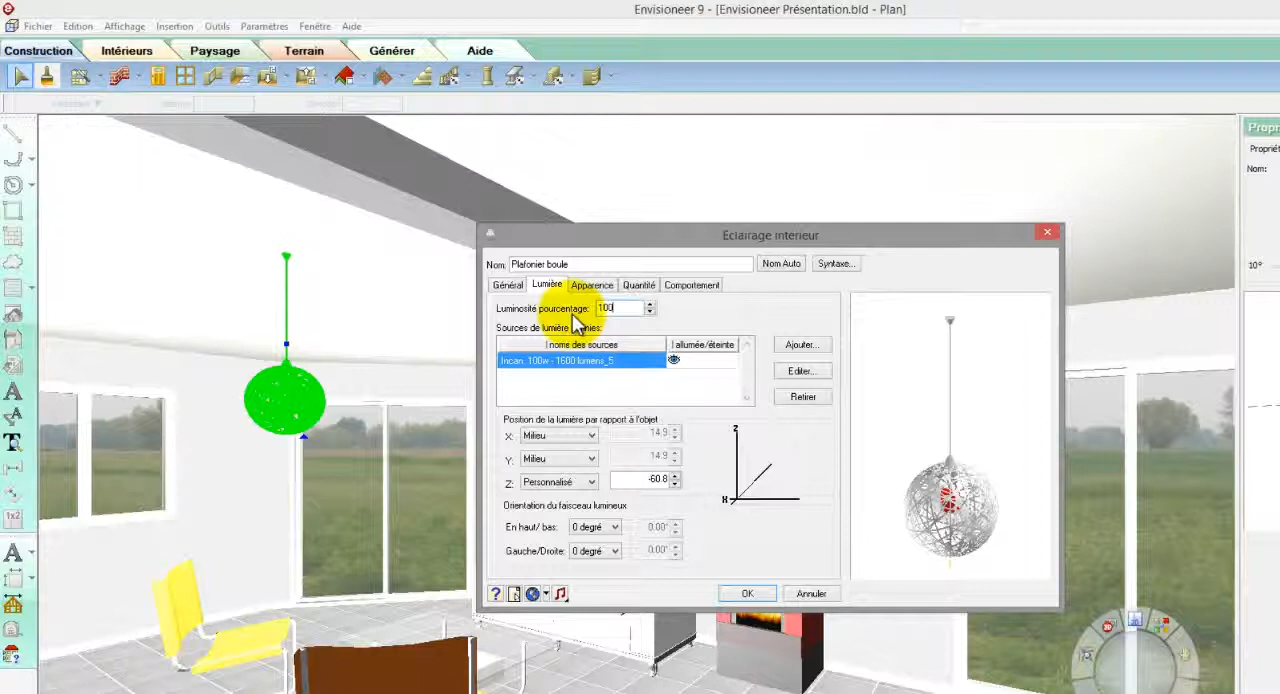 Envisioneer 9 - [Envisioneer Présentation.bld - Plan]
Fichier Edition Affichage Insertion Outils Paramètres Fenêtre Aide
Construction Intérieurs Paysage Terrain Générer Aide
Propri
Propriét
Nom:
10°
Eclairage Intérieur
Nom: Plafonier boule Nom Auto Syntaxe...
Général Lumière Apparence Quantité Comportement
Luminosité pourcentage: 100
Sources de lumière
nies:
noms des sources allumée/éteinte
Incan. 100w - 1600 lumens_5
Ajouter...
Editer...
Retirer
Position de la lumière par rapport à l'objet
X: Milieu 14.9
Y: Milieu 14.9
Z: Personnalisé -60.8
Z
X
Orientation du faisceau lumineux
En haut/ bas: 0 degré 0.00°
Gauche/Droite: 0 degré 0.00°
OK Annuler
A
A
T
1x2
A